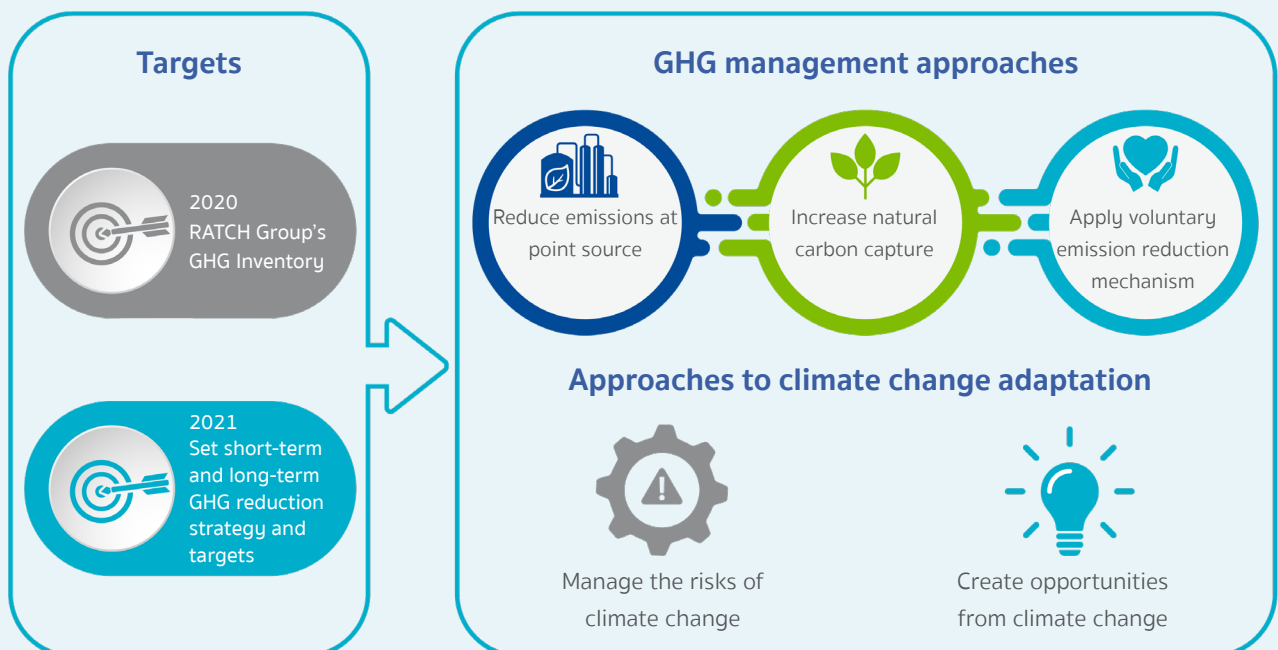 Targets
2020
RATCH Group's
GHG Inventory
2021
Set short-term
and long-term
GHG reduction
strategy and
targets
GHG management approaches
Reduce emissions at
point source
Increase natural
carbon capture
Apply voluntary
emission reduction
mechanism
Approaches to climate change adaptation
Manage the risks of
climate change
Create opportunities
from climate change